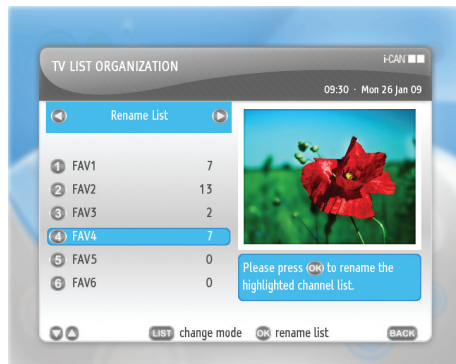 i-CAN
TV LIST ORGANIZATION
09:30 · Mon 26 Jan 09
Rename List
1 FAV1 7
2 FAV2 13
3 FAV3 2
4 FAV4 7
5 FAV5 0
6 FAV6 0
Please press OK to rename the
highlighted channel list.
LIST change mode OK rename list BACK